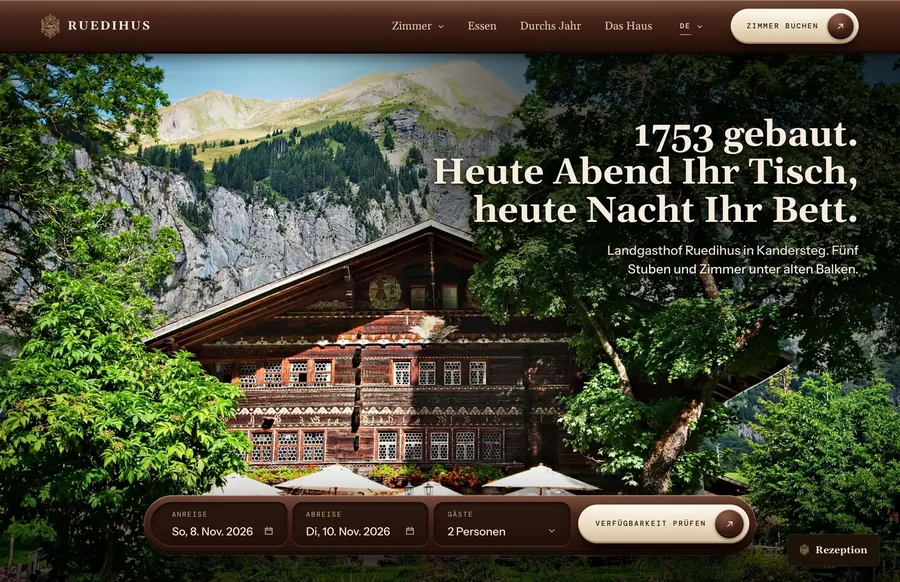 RUEDIHUS
Zimmer
Essen
Durchs Jahr
Das Haus
DE
ZIMMER BUCHEN
1753 gebaut.
Heute Abend Ihr Tisch,
heute Nacht Ihr Bett.
Landgasthof Ruedihus in Kandersteg. Fünf
Stuben und Zimmer unter alten Balken.
ANREISE
So, 8. Nov. 2026
ABREISE
Di, 10. Nov. 2026
GÄSTE
2 Personen
VERFÜGBARKEIT PRÜFEN
Rezeption